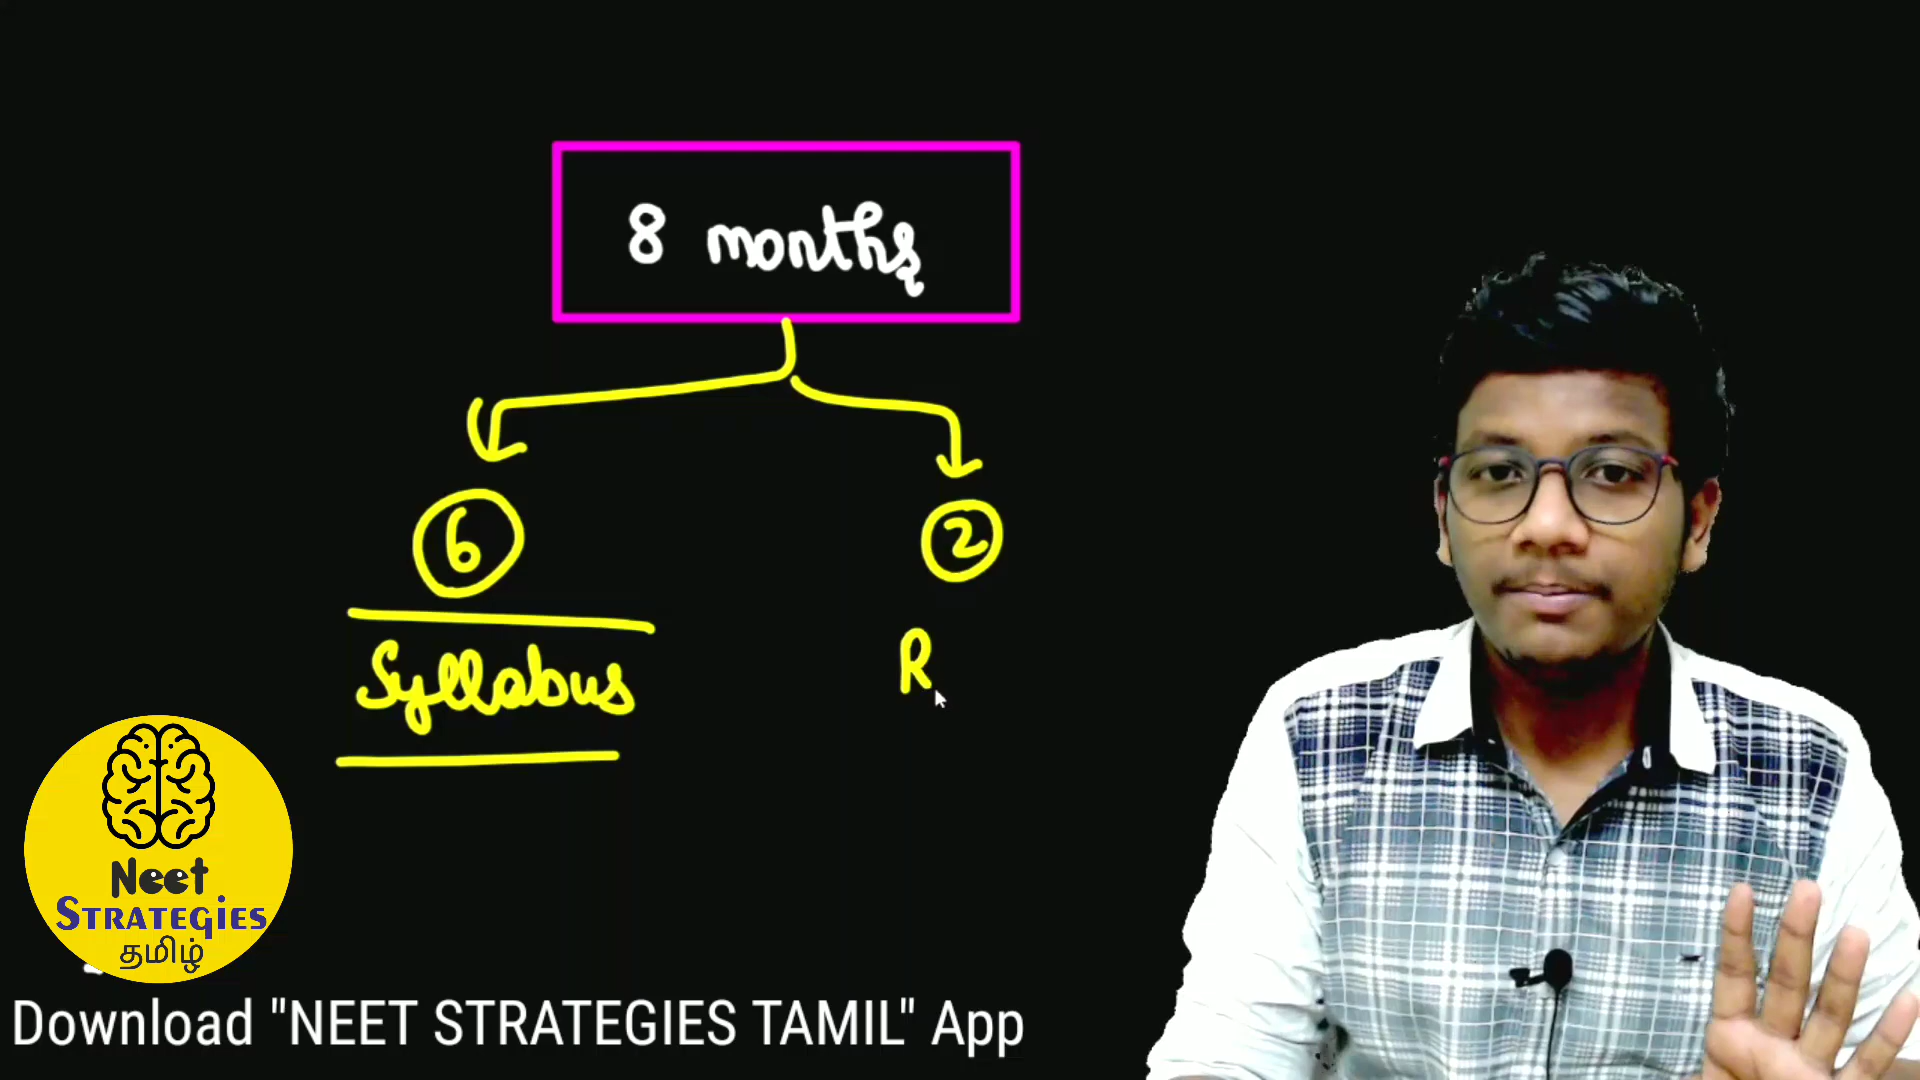 8 months
6
2
Syllabus
R
Neet
STRATEGIES
தமிழ்
Download "NEET STRATEGIES TAMIL" App